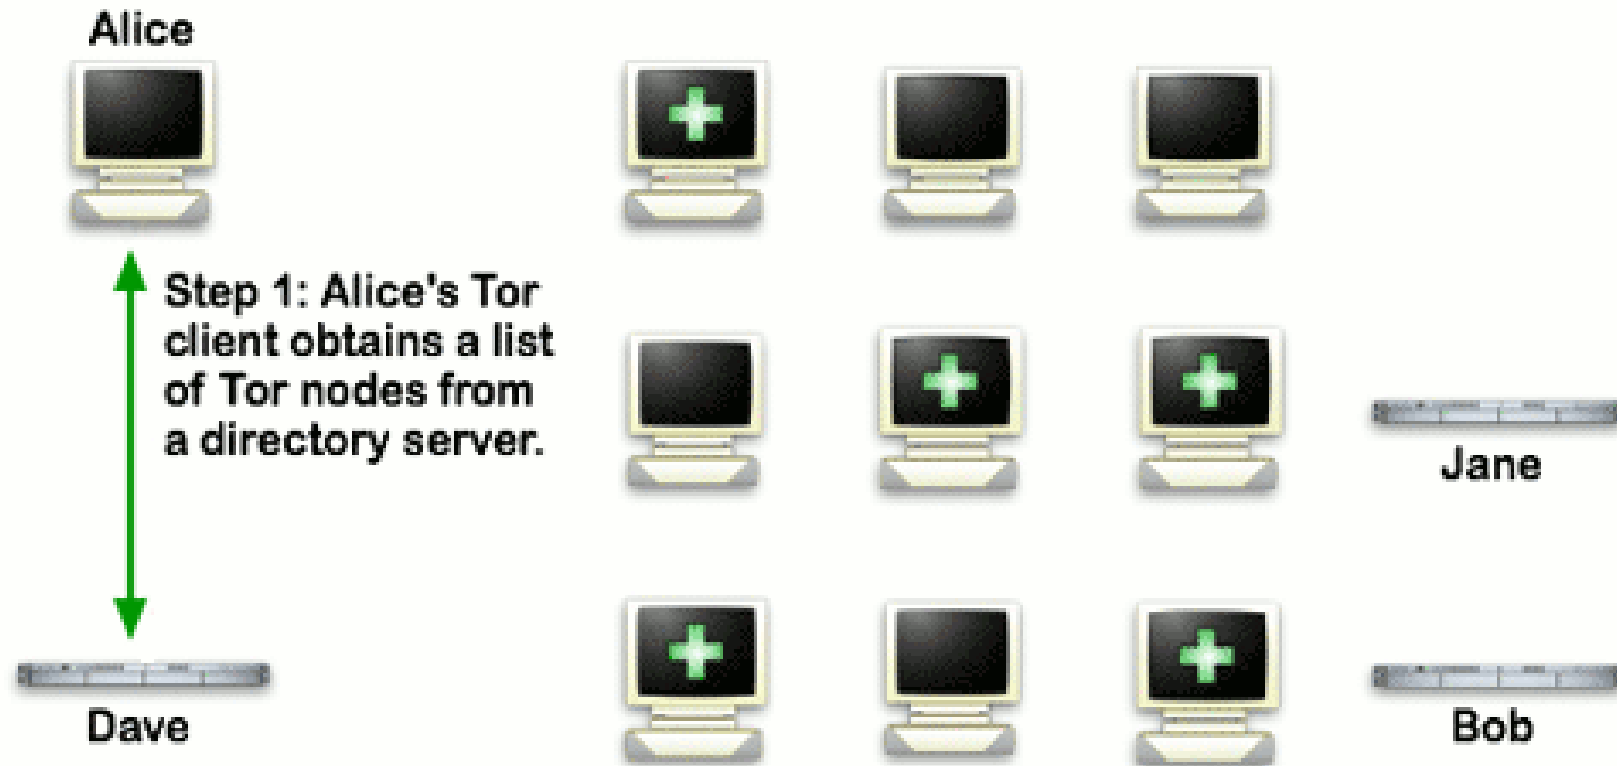 Alice
Step 1: Alice's Tor
client obtains a list
of Tor nodes from
a directory server.
Jane
Dave
Bob